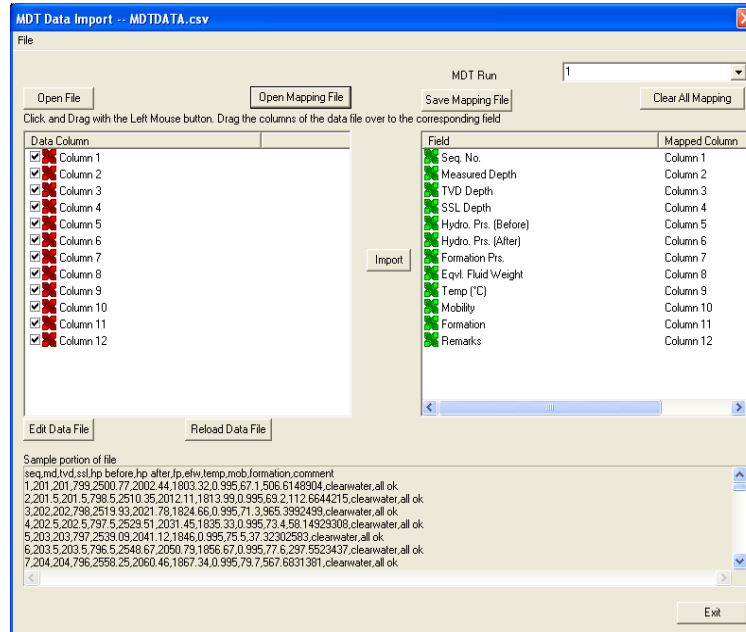 MDT Data Import -- MDTDATA.csv
File
MDT Run 1
Open File Open Mapping File Save Mapping File Clear All Mapping
Click and Drag with the Left Mouse button. Drag the columns of the data file over to the corresponding field
Data Column
Column 1
Column 2
Column 3
Column 4
Column 5
Column 6
Column 7
Column 8
Column 9
Column 10
Column 11
Column 12
Import
Field Mapped Column
Seq. No. Column 1
Measured Depth Column 2
TVD Depth Column 3
SSL Depth Column 4
Hydro. Prs. (Before) Column 5
Hydro. Prs. (After) Column 6
Formation Prs. Column 7
Eqvl. Fluid Weight Column 8
Temp (°C) Column 9
Mobility Column 10
Formation Column 11
Remarks Column 12
Edit Data File Reload Data File
Sample portion of file
seq,md,tvd,ssl,hp before,hp after,fp,efw,temp,mob,formation,comment
1,201,201,799,2500.77,2002.44,1803.32,0.995,67.1,506.6148904,clearwater,all ok
2,201.5,201.5,798.5,2510.35,2012.11,1813.99,0.995,69.2,112.6644215,clearwater,all ok
3,202,202,798,2519.93,2021.78,1824.66,0.995,71.3,965.3992499,clearwater,all ok
4,202.5,202.5,797.5,2529.51,2031.45,1835.33,0.995,73.4,58.14929308,clearwater,all ok
5,203,203,797,2539.09,2041.12,1846,0.995,75.5,37.32302583,clearwater,all ok
6,203.5,203.5,796.5,2548.67,2050.79,1856.67,0.995,77.6,297.5523437,clearwater,all ok
7,204,204,796,2558.25,2060.46,1867.34,0.995,79.7,567.6831381,clearwater,all ok
Exit